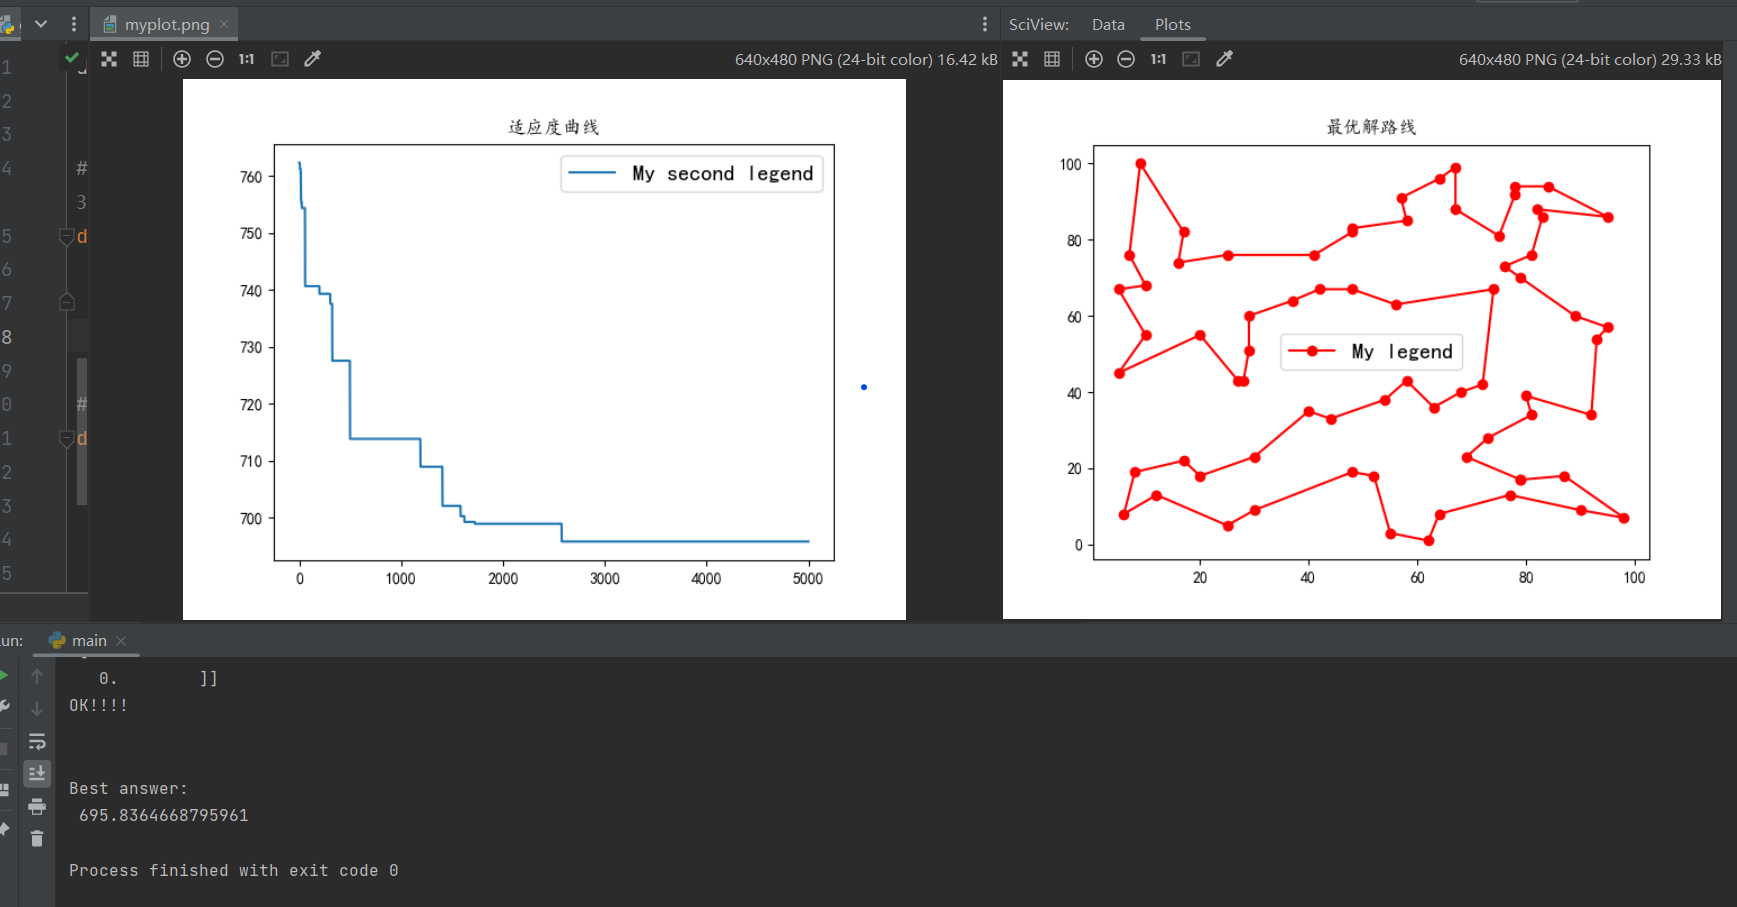 myplot.png
SciView:
Data
Plots
1:1
640x480 PNG (24-bit color) 16.42 kB
1:1
640x480 PNG (24-bit color) 29.33 kB
1
2
3
4 #
3
5 d
6
7
8
9
0 #
1 d
2
3
4
5
适应度曲线
My second legend
760
750
740
730
720
710
700
0 1000 2000 3000 4000 5000
最优解路线
My legend
100
80
60
40
20
0
20 40 60 80 100
un:
main
0. ]]
OK!!!!
Best answer:
695.8364668795961
Process finished with exit code 0